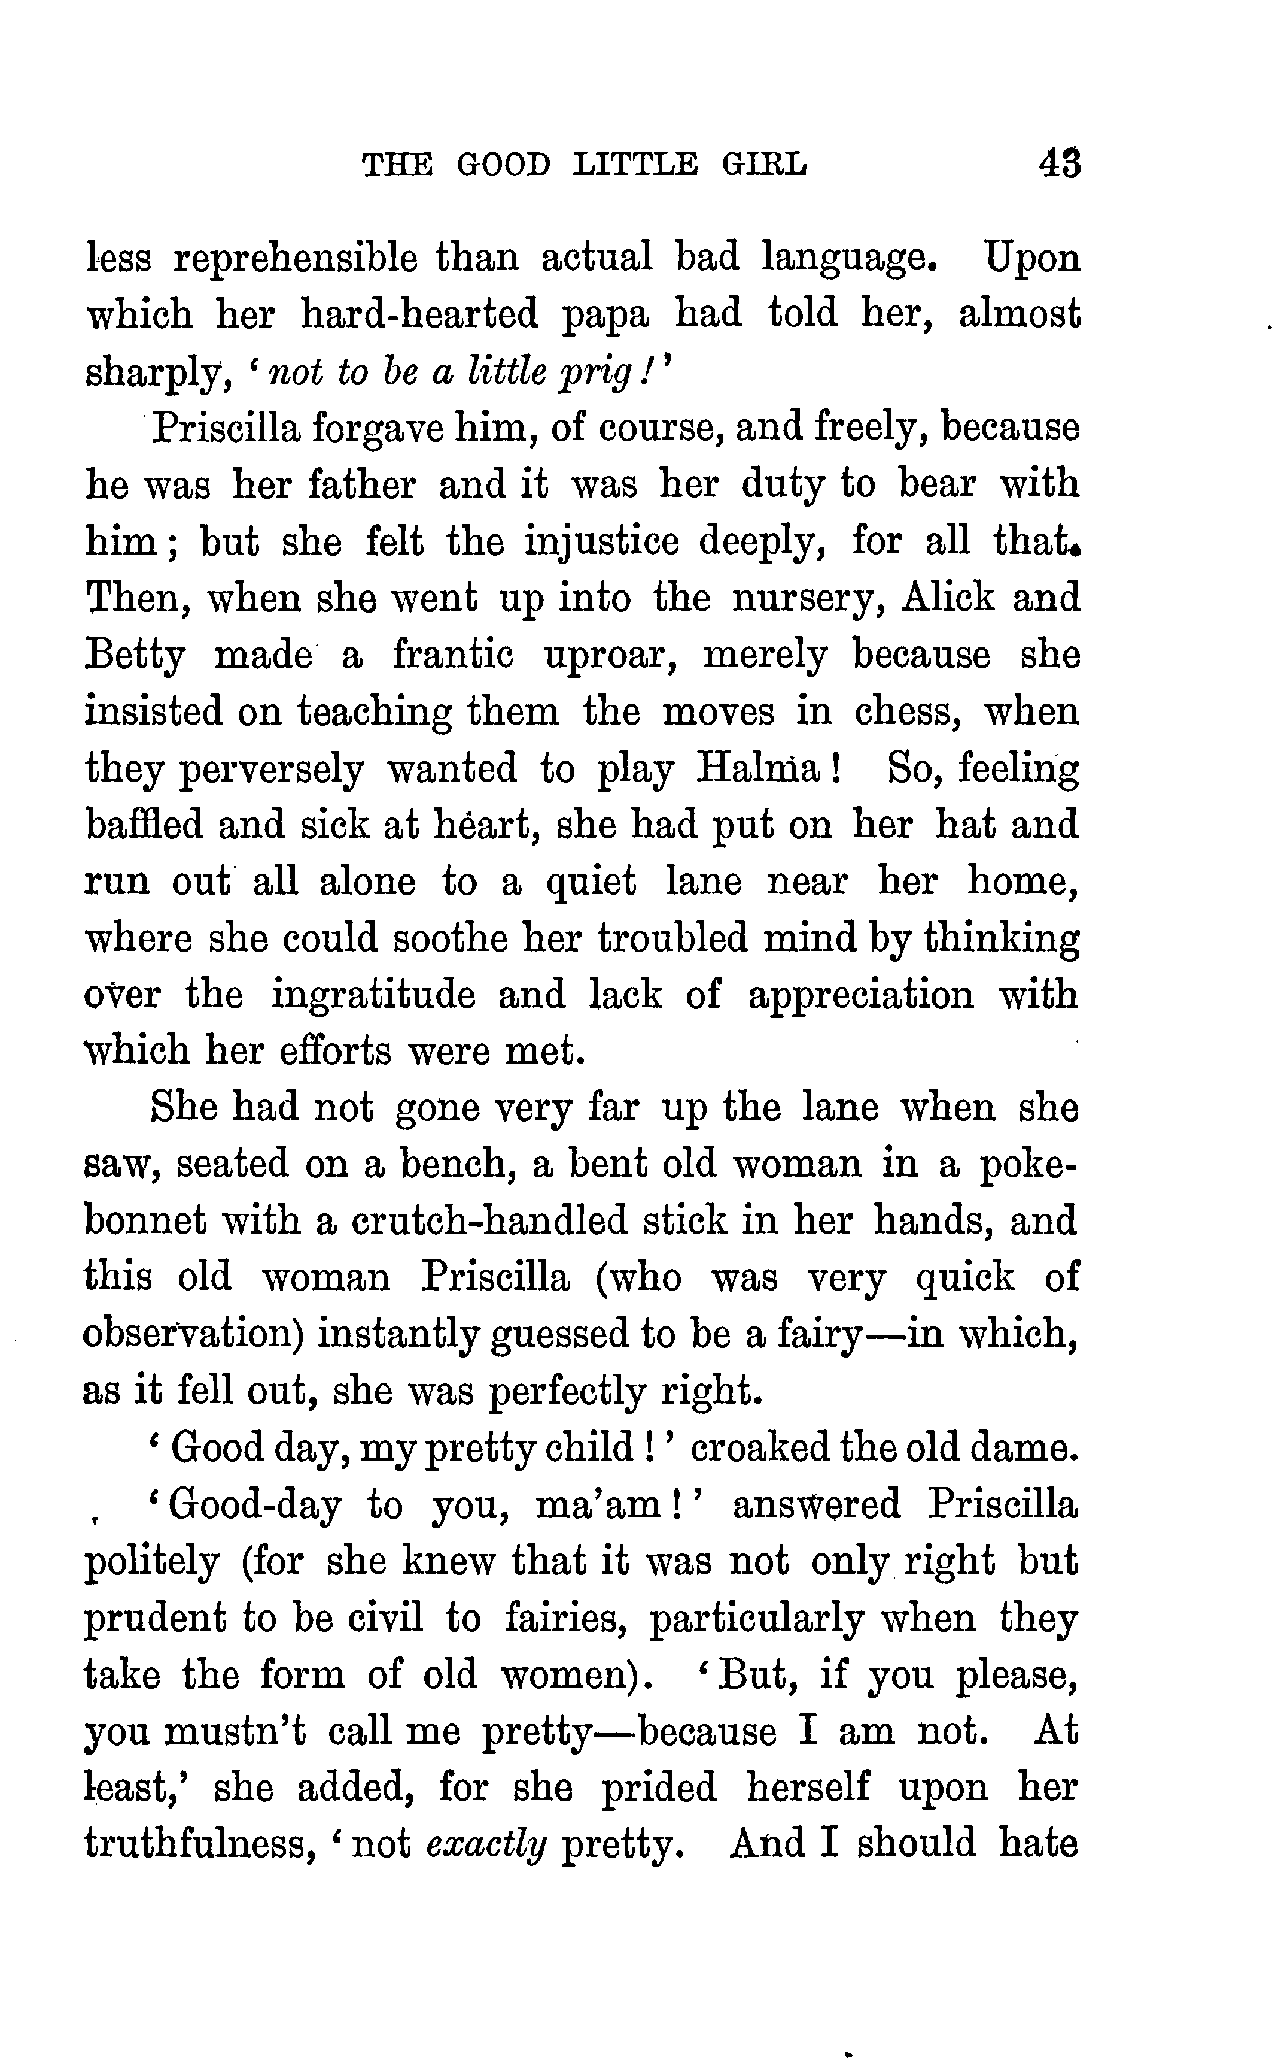 THE GOOD LITTLE GIRL 43
less reprehensible than actual bad language. Upon
which her hard-hearted papa had told her, almost
sharply, ‘not to be a little prig!’
Priscilla forgave him, of course, and freely, because
he was her father and it was her duty to bear with
him; but she felt the injustice deeply, for all that.
Then, when she went up into the nursery, Alick and
Betty made a frantic uproar, merely because she
insisted on teaching them the moves in chess, when
they perversely wanted to play Halma! So, feeling
baffled and sick at heart, she had put on her hat and
run out all alone to a quiet lane near her home,
where she could soothe her troubled mind by thinking
over the ingratitude and lack of appreciation with
which her efforts were met.
She had not gone very far up the lane when she
saw, seated on a bench, a bent old woman in a poke-
bonnet with a crutch-handled stick in her hands, and
this old woman Priscilla (who was very quick of
observation) instantly guessed to be a fairy—in which,
as it fell out, she was perfectly right.
‘Good day, my pretty child!’ croaked the old dame.
‘Good-day to you, ma’am!’ answered Priscilla
politely (for she knew that it was not only right but
prudent to be civil to fairies, particularly when they
take the form of old women). ‘But, if you please,
you mustn’t call me pretty—because I am not. At
least,’ she added, for she prided herself upon her
truthfulness, ‘not exactly pretty. And I should hate